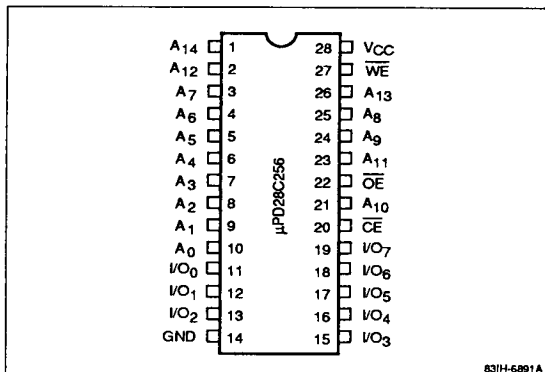 A14 1 28 VCC
A12 2 27 WE
A7 3 26 A13
A6 4 25 A8
A5 5 24 A9
A4 6 23 A11
A3 7 22 OE
A2 8 21 A10
A1 9 20 CE
A0 10 19 I/O7
I/O0 11 18 I/O6
I/O1 12 17 I/O5
I/O2 13 16 I/O4
GND 14 15 I/O3
µPD28C256
83IH-6891A